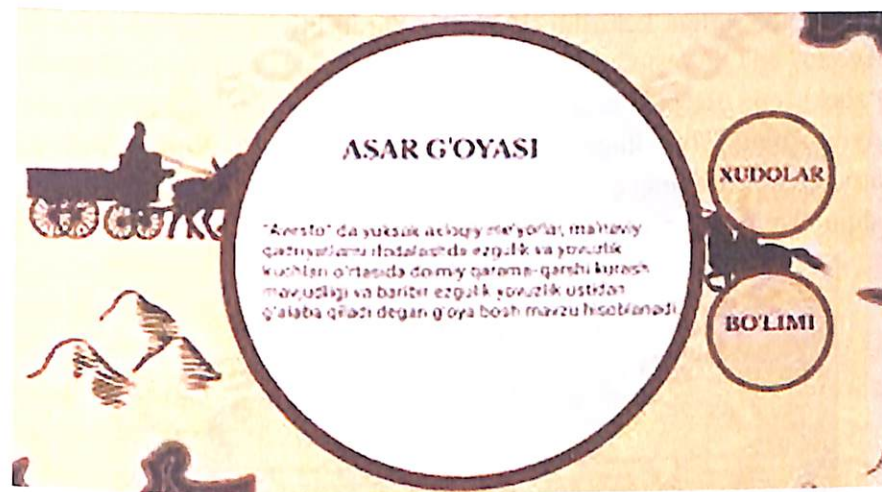 ASAR G'OYASI
"Avesto" da yuksak axloqiy me'yorlar, ma'naviy
qadriyatlarni ifodalashda ezgulik va yovuzlik
kuchlari o'rtasida doimiy qarama-qarshi kurash
mavjudligi va baribir ezgulik yovuzlik ustidan
g'alaba qiladi degan g'oya bosh mavzu hisoblanadi.
XUDOLAR
BO'LIMI